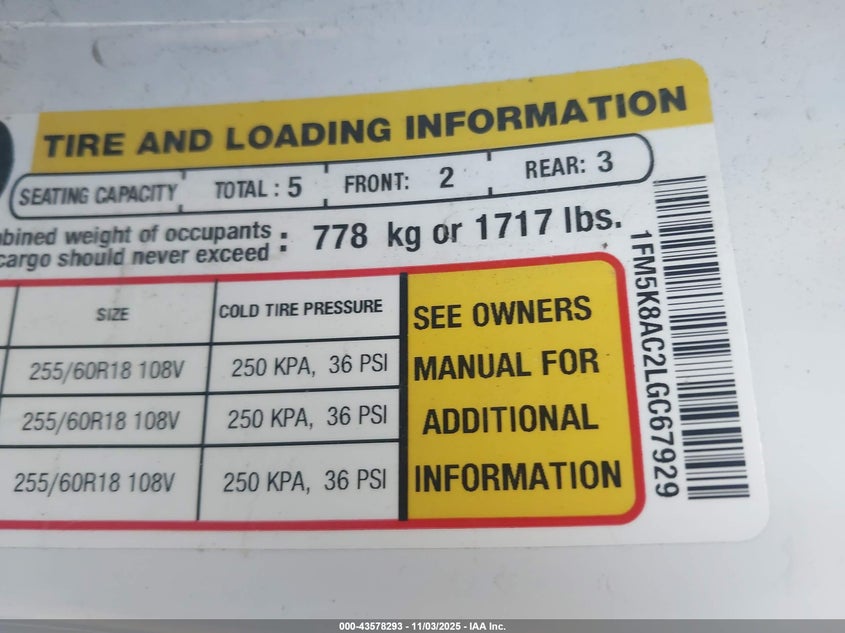 TIRE AND LOADING INFORMATION
SEATING CAPACITY TOTAL : 5 FRONT: 2 REAR: 3
bined weight of occupants
cargo should never exceed : 778 kg or 1717 lbs.
SIZE COLD TIRE PRESSURE
255/60R18 108V 250 KPA, 36 PSI
255/60R18 108V 250 KPA, 36 PSI
255/60R18 108V 250 KPA, 36 PSI
SEE OWNERS
MANUAL FOR
ADDITIONAL
INFORMATION
1FM5K8AC2LGC67929
000-43578293 - 11/03/2025 - IAA Inc.